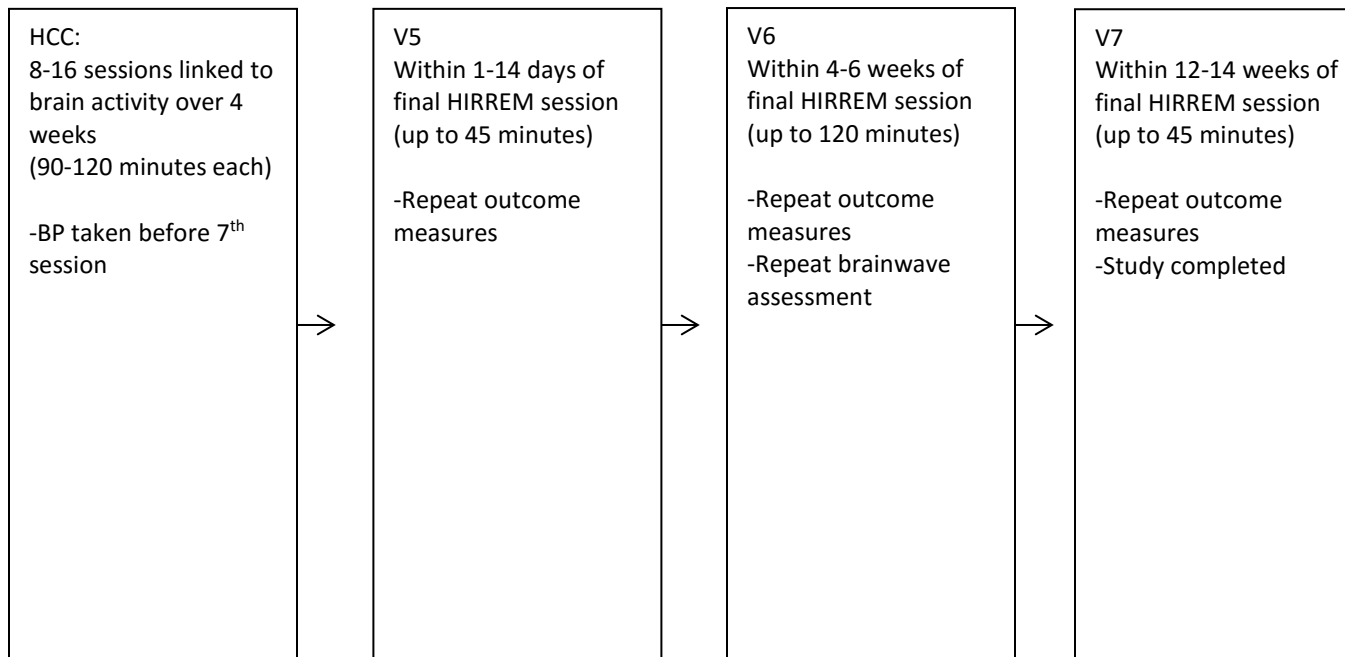 HCC:
8-16 sessions linked to
brain activity over 4
weeks
(90-120 minutes each)
-BP taken before 7th
session
V5
Within 1-14 days of
final HIRREM session
(up to 45 minutes)
-Repeat outcome
measures
V6
Within 4-6 weeks of
final HIRREM session
(up to 120 minutes)
-Repeat outcome
measures
-Repeat brainwave
assessment
V7
Within 12-14 weeks of
final HIRREM session
(up to 45 minutes)
-Repeat outcome
measures
-Study completed